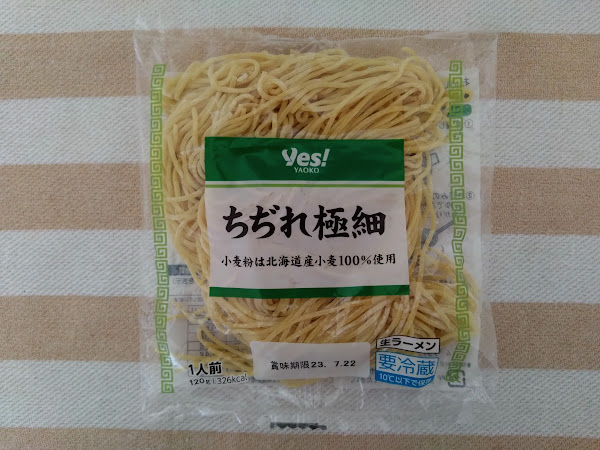 Yes!
YAOKO
ちぢれ極細
小麦粉は北海道産小麦100%使用
生ラーメン
要冷蔵
10℃以下で保存
賞味期限23. 7.22
1人前
120g 326kcal